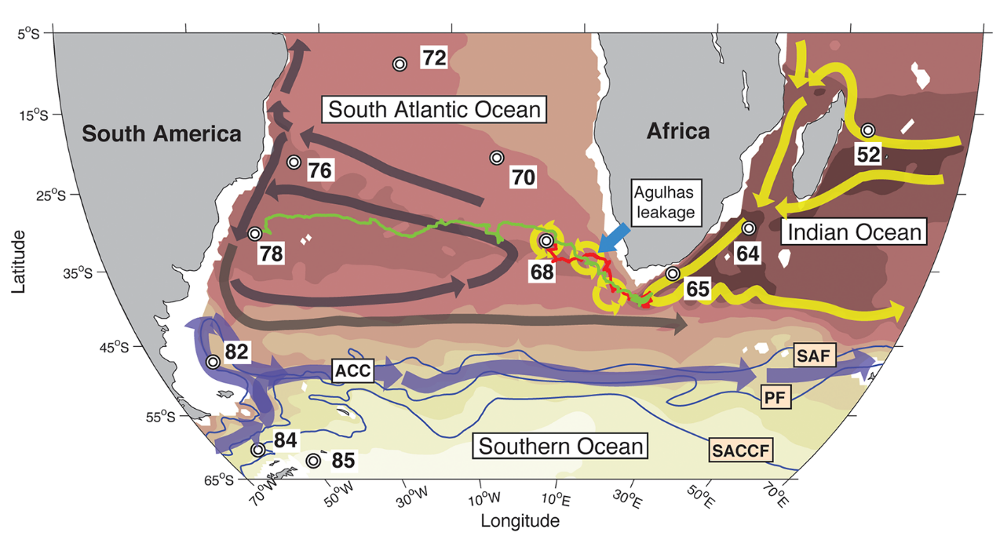 5°S
72
South Atlantic Ocean
15°S
South America
Africa
52
76
70
25°S
Agulhas
leakage
Indian Ocean
78
64
Latitude
35°S
68
65
45°S
82
SAF
ACC
PF
55°S
84
Southern Ocean
SACCF
85
65°S
70°W
50°W
30°W
10°W
10°E
30°E
50°E
70°E
Longitude